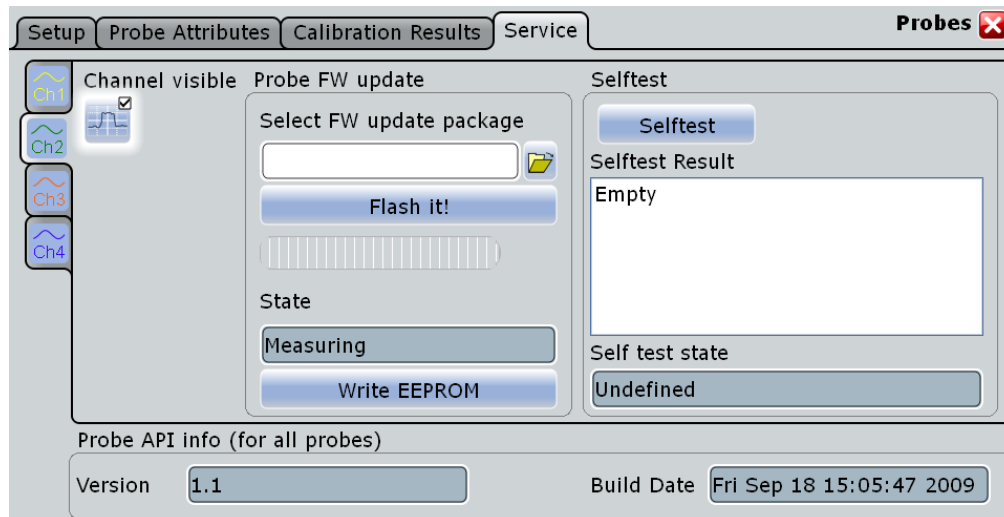 Setup Probe Attributes Calibration Results Service Probes
Ch1
Ch2
Ch3
Ch4
Channel visible
Probe FW update
Select FW update package
Flash it!
State
Measuring
Write EEPROM
Selftest
Selftest
Selftest Result
Empty
Self test state
Undefined
Probe API info (for all probes)
Version 1.1 Build Date Fri Sep 18 15:05:47 2009